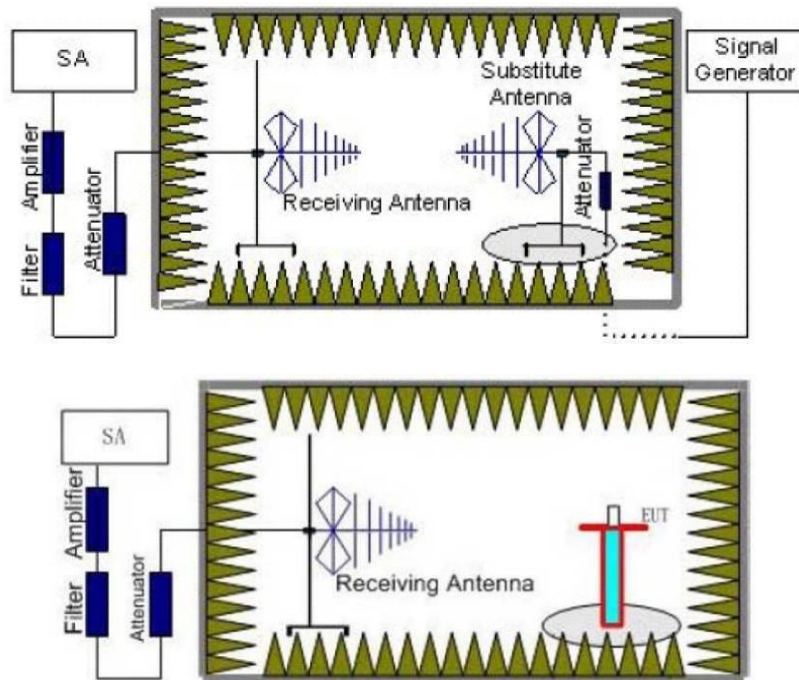 SA
Signal
Generator
Substitute
Antenna
Amplifier
Attenuator
Attenuator
Receiving Antenna
Filter
SA
EUT
Amplifier
Receiving Antenna
Filter
Attenuator